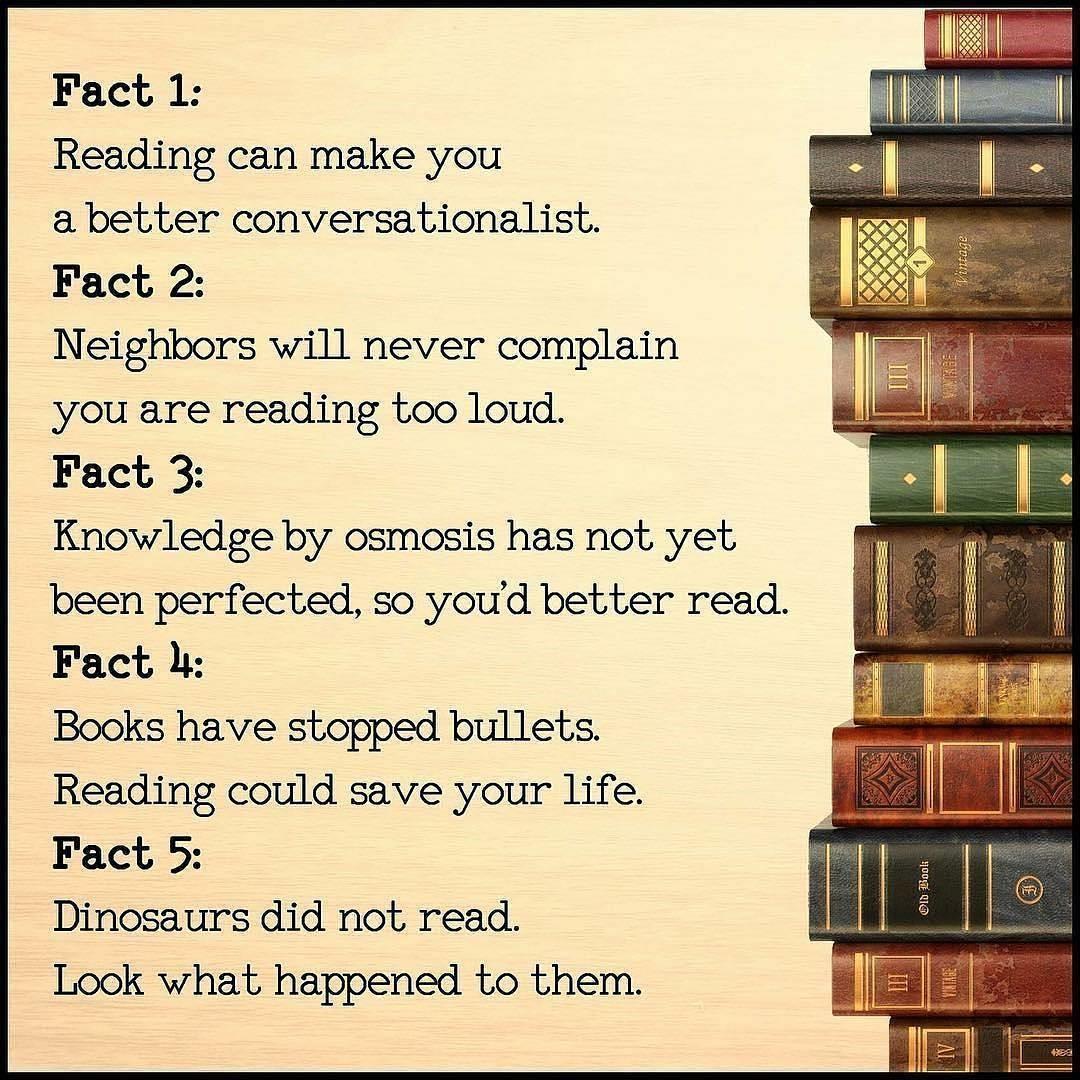 Fact 1:
Reading can make you
a better conversationalist.
Fact 2:
Neighbors will never complain
you are reading too loud.
Fact 3:
Knowledge by osmosis has not yet
been perfected, so you’d better read.
Fact 4:
Books have stopped bullets.
Reading could save your life.
Fact 5:
Dinosaurs did not read.
Look what happened to them.
1
Vintage
III
VINTAGE
Old Book
III
VINTAGE
IV